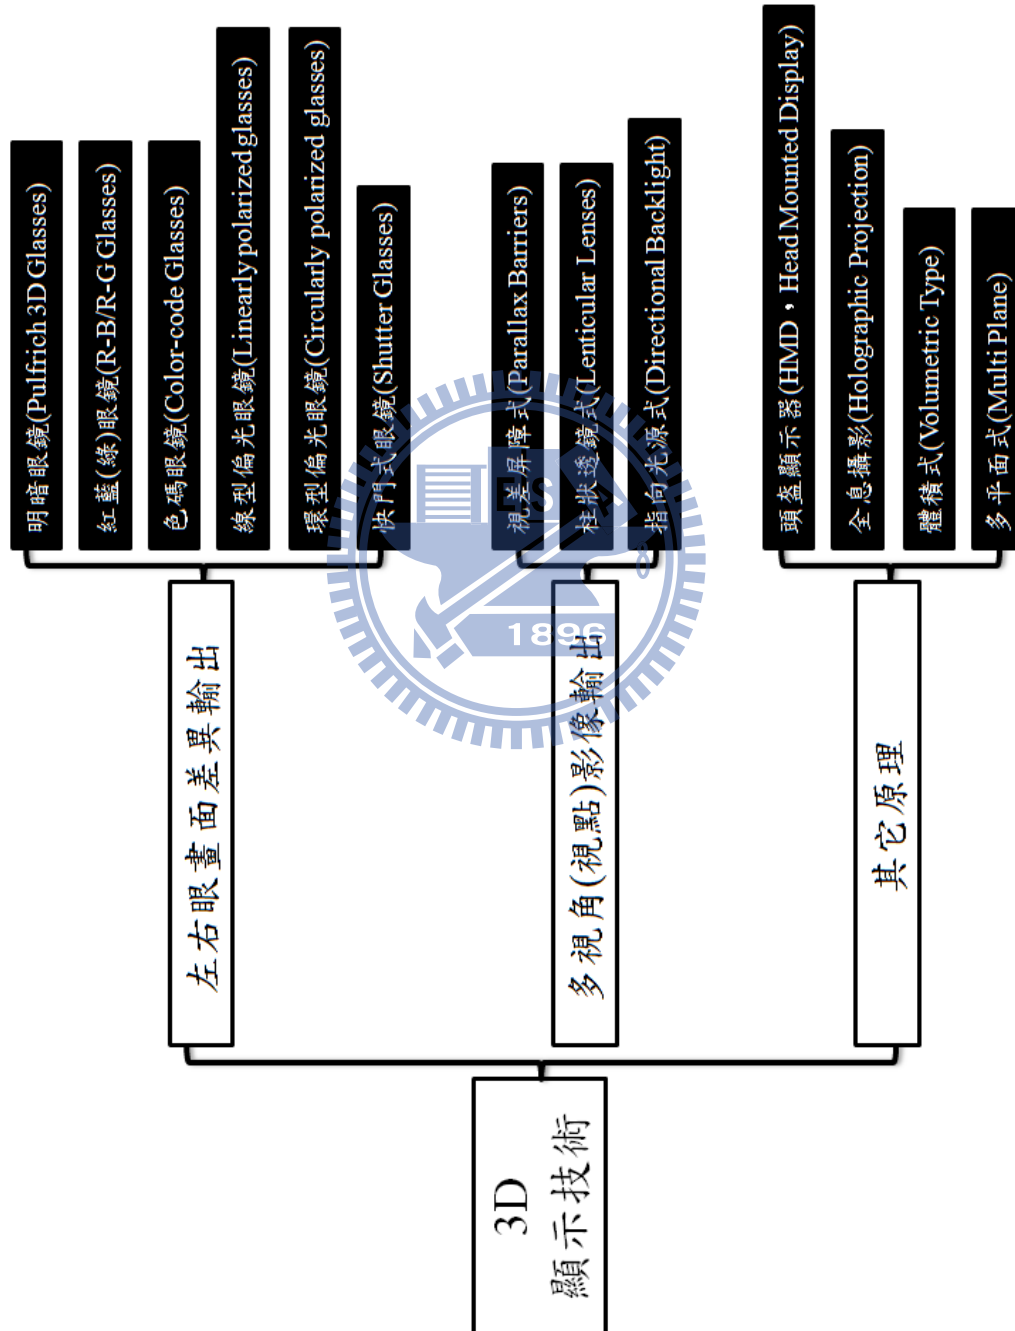 3D
顯示技術
左右眼畫面差異輸出
明暗眼鏡(Pulfrich 3D Glasses)
紅藍(綠)眼鏡(R-B/R-G Glasses)
色碼眼鏡(Color-code Glasses)
線型偏光眼鏡(Linearly polarized glasses)
環型偏光眼鏡(Circularly polarized glasses)
快門式眼鏡(Shutter Glasses)
多視角(視點)影像輸出
視差屏障式(Parallax Barriers)
柱狀透鏡式(Lenticular Lenses)
指向光源式(Directional Backlight)
其它原理
頭盔顯示器(HMD，Head Mounted Display)
全息攝影(Holographic Projection)
體積式(Volumetric Type)
多平面式(Multi Plane)
ES A
1896